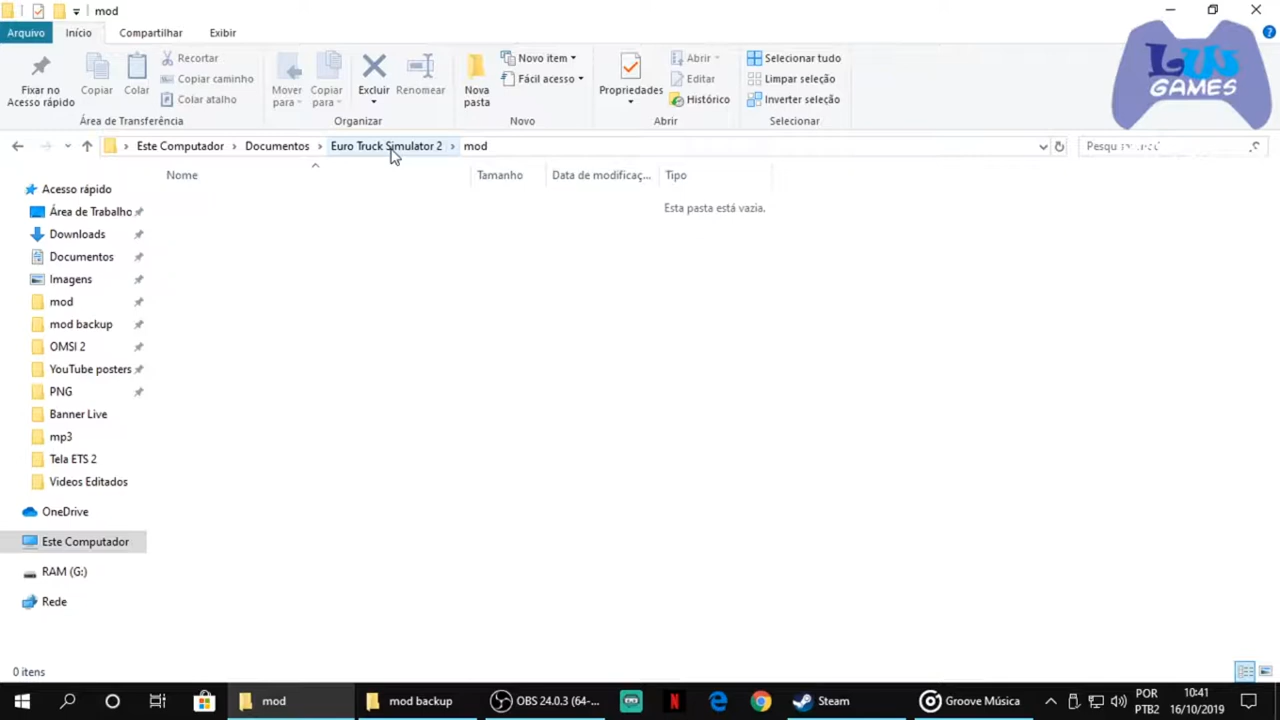 mod
Arquivo Início Compartilhar Exibir
Fixar no Acesso rápido
Copiar
Colar
Recortar
Copiar caminho
Colar atalho
Área de Transferência
Mover para
Copiar para
Excluir
Renomear
Organizar
Nova pasta
Novo item
Fácil acesso
Novo
Propriedades
Abrir
Editar
Histórico
Abrir
Selecionar tudo
Limpar seleção
Inverter seleção
Selecionar
GAMES
Este Computador Documentos Euro Truck Simulator 2 mod
Nome Tamanho Data de modificaç... Tipo
Esta pasta está vazia.
Acesso rápido
Área de Trabalho
Downloads
Documentos
Imagens
mod
mod backup
OMSI 2
YouTube posters
PNG
Banner Live
mp3
Tela ETS 2
Videos Editados
OneDrive
Este Computador
RAM (G:)
Rede
0 itens
mod mod backup OBS 24.0.3 (64-... Steam Groove Música
POR
PTB2
10:41
16/10/2019